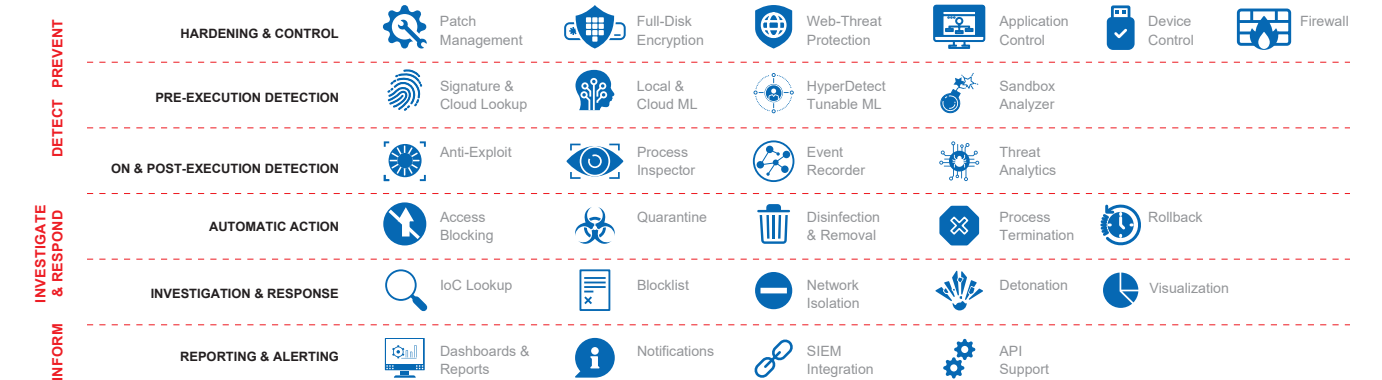 PREVENT
HARDENING & CONTROL
Patch
Management
Full-Disk
Encryption
Web-Threat
Protection
Application
Control
Device
Control
Firewall
DETECT
PRE-EXECUTION DETECTION
Signature &
Cloud Lookup
Local &
Cloud ML
HyperDetect
Tunable ML
Sandbox
Analyzer
ON & POST-EXECUTION DETECTION
Anti-Exploit
Process
Inspector
Event
Recorder
Threat
Analytics
INVESTIGATE
& RESPOND
AUTOMATIC ACTION
Access
Blocking
Quarantine
Disinfection
& Removal
Process
Termination
Rollback
INVESTIGATION & RESPONSE
IoC Lookup
Blocklist
Network
Isolation
Detonation
Visualization
INFORM
REPORTING & ALERTING
Dashboards &
Reports
Notifications
SIEM
Integration
API
Support